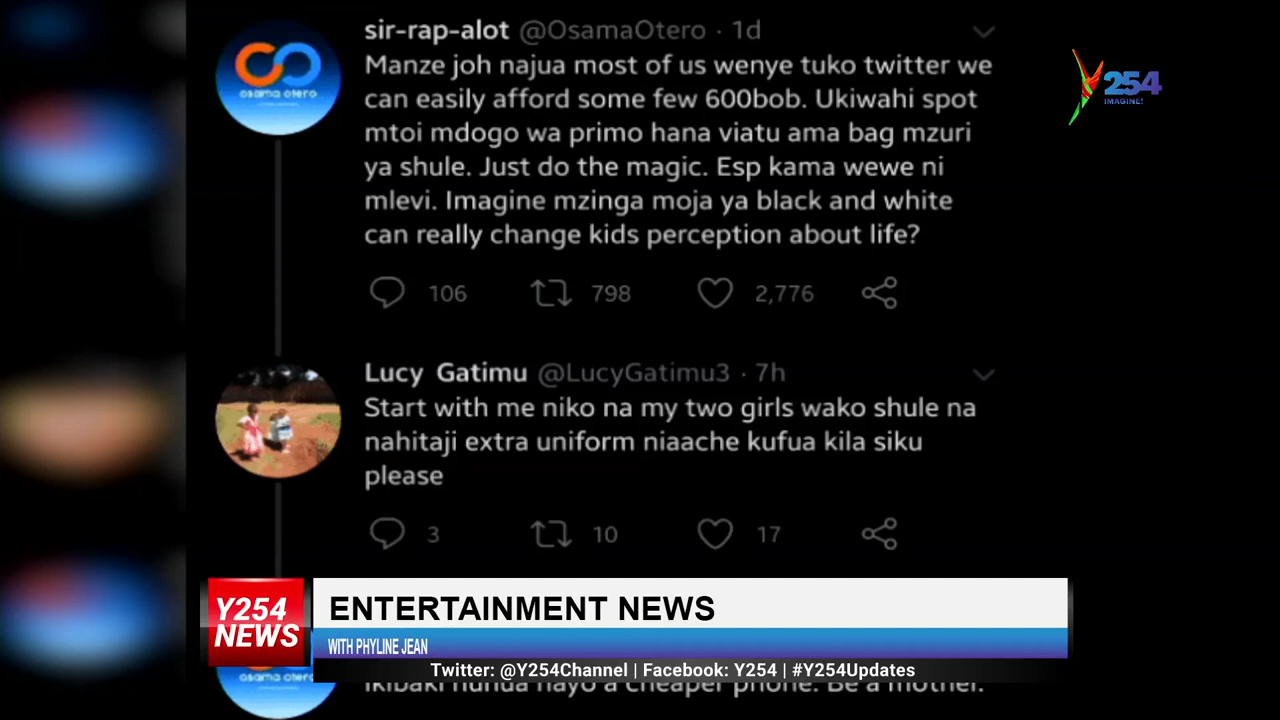 sir-rap-alot @OsamaOtero · 1d
Manze joh najua most of us wenye tuko twitter we
can easily afford some few 600bob. Ukiwahi spot
mtoi mdogo wa primo hana viatu ama bag mzuri
ya shule. Just do the magic. Esp kama wewe ni
mlevi. Imagine mzinga moja ya black and white
can really change kids perception about life?
106 798 2,776
osama otero
Y254
IMAGINE!
Lucy Gatimu @LucyGatimu3 · 7h
Start with me niko na my two girls wako shule na
nahitaji extra uniform niaache kufua kila siku
please
3 10 17
Y254
NEWS
ENTERTAINMENT NEWS
WITH PHYLINE JEAN
Twitter: @Y254Channel | Facebook: Y254 | #Y254Updates
osama otero
a cheaper phone. Be a mother.